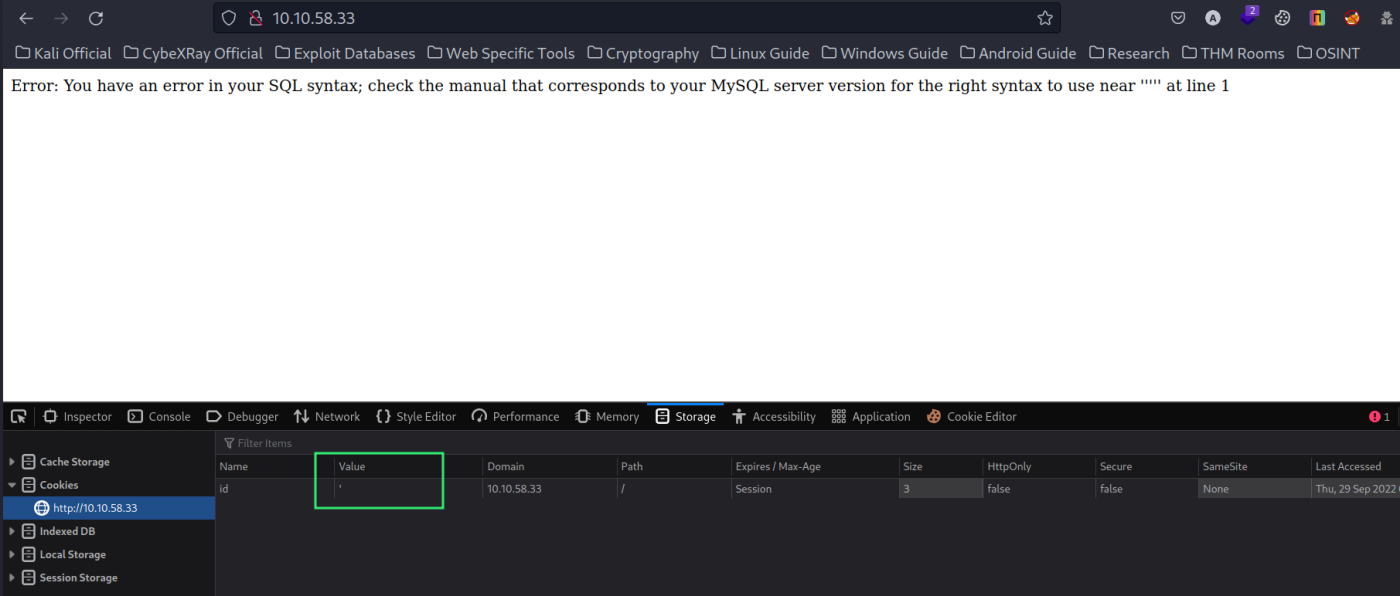 10.10.58.33
2
Kali Official CybeXRay Official Exploit Databases Web Specific Tools Cryptography Linux Guide Windows Guide Android Guide Research THM Rooms OSINT
Error: You have an error in your SQL syntax; check the manual that corresponds to your MySQL server version for the right syntax to use near ''''' at line 1
Inspector Console Debugger Network Style Editor Performance Memory Storage Accessibility Application Cookie Editor 1
Filter Items
Cache Storage
Cookies
http://10.10.58.33
Indexed DB
Local Storage
Session Storage
Name Value Domain Path Expires / Max-Age Size HttpOnly Secure SameSite Last Accessed
id ' 10.10.58.33 / Session 3 false false None Thu, 29 Sep 2022